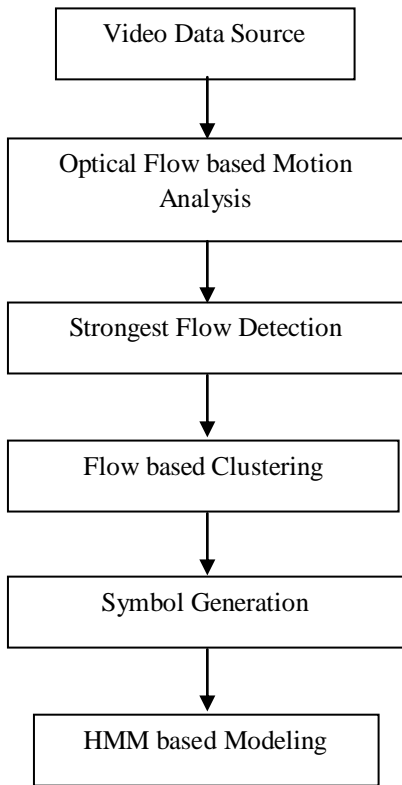 Video Data Source
Optical Flow based Motion
Analysis
Strongest Flow Detection
Flow based Clustering
Symbol Generation
HMM based Modeling